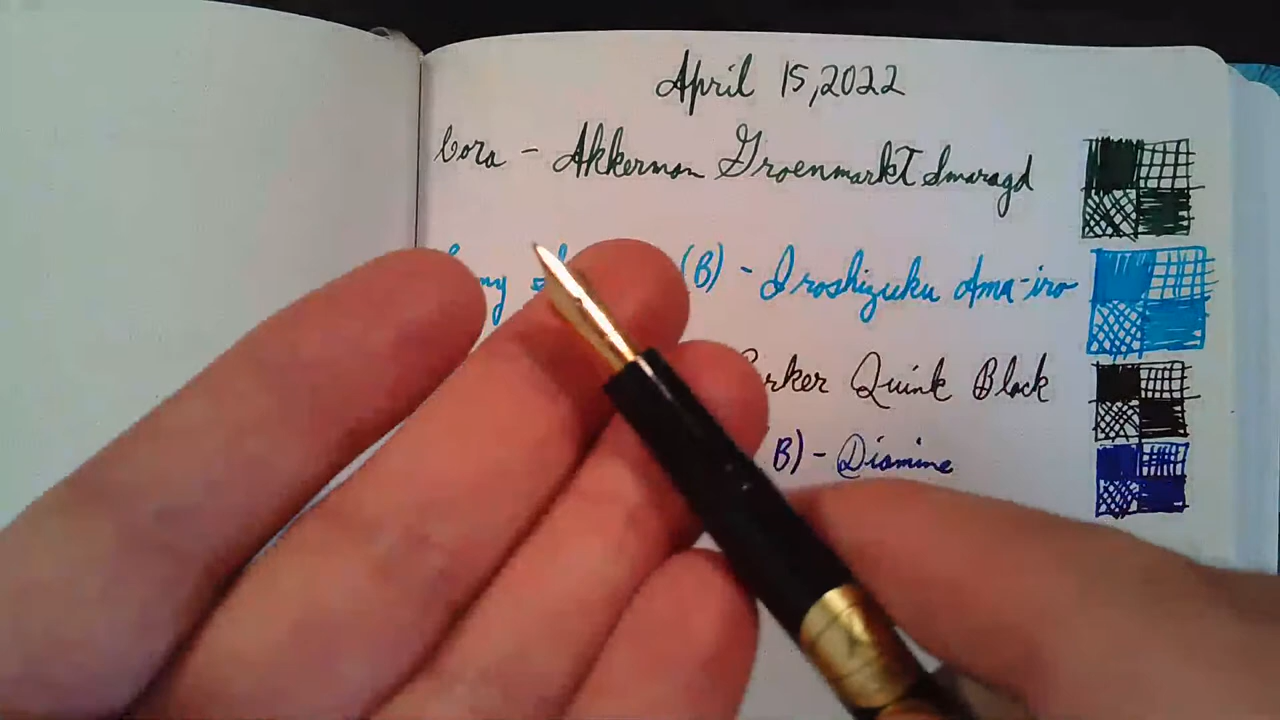 April 15, 2022
Cora - Akkerman Groenmarkt Smaragd
(B) - Iroshizuku Ama-iro
Quink Black
B) - Diamine